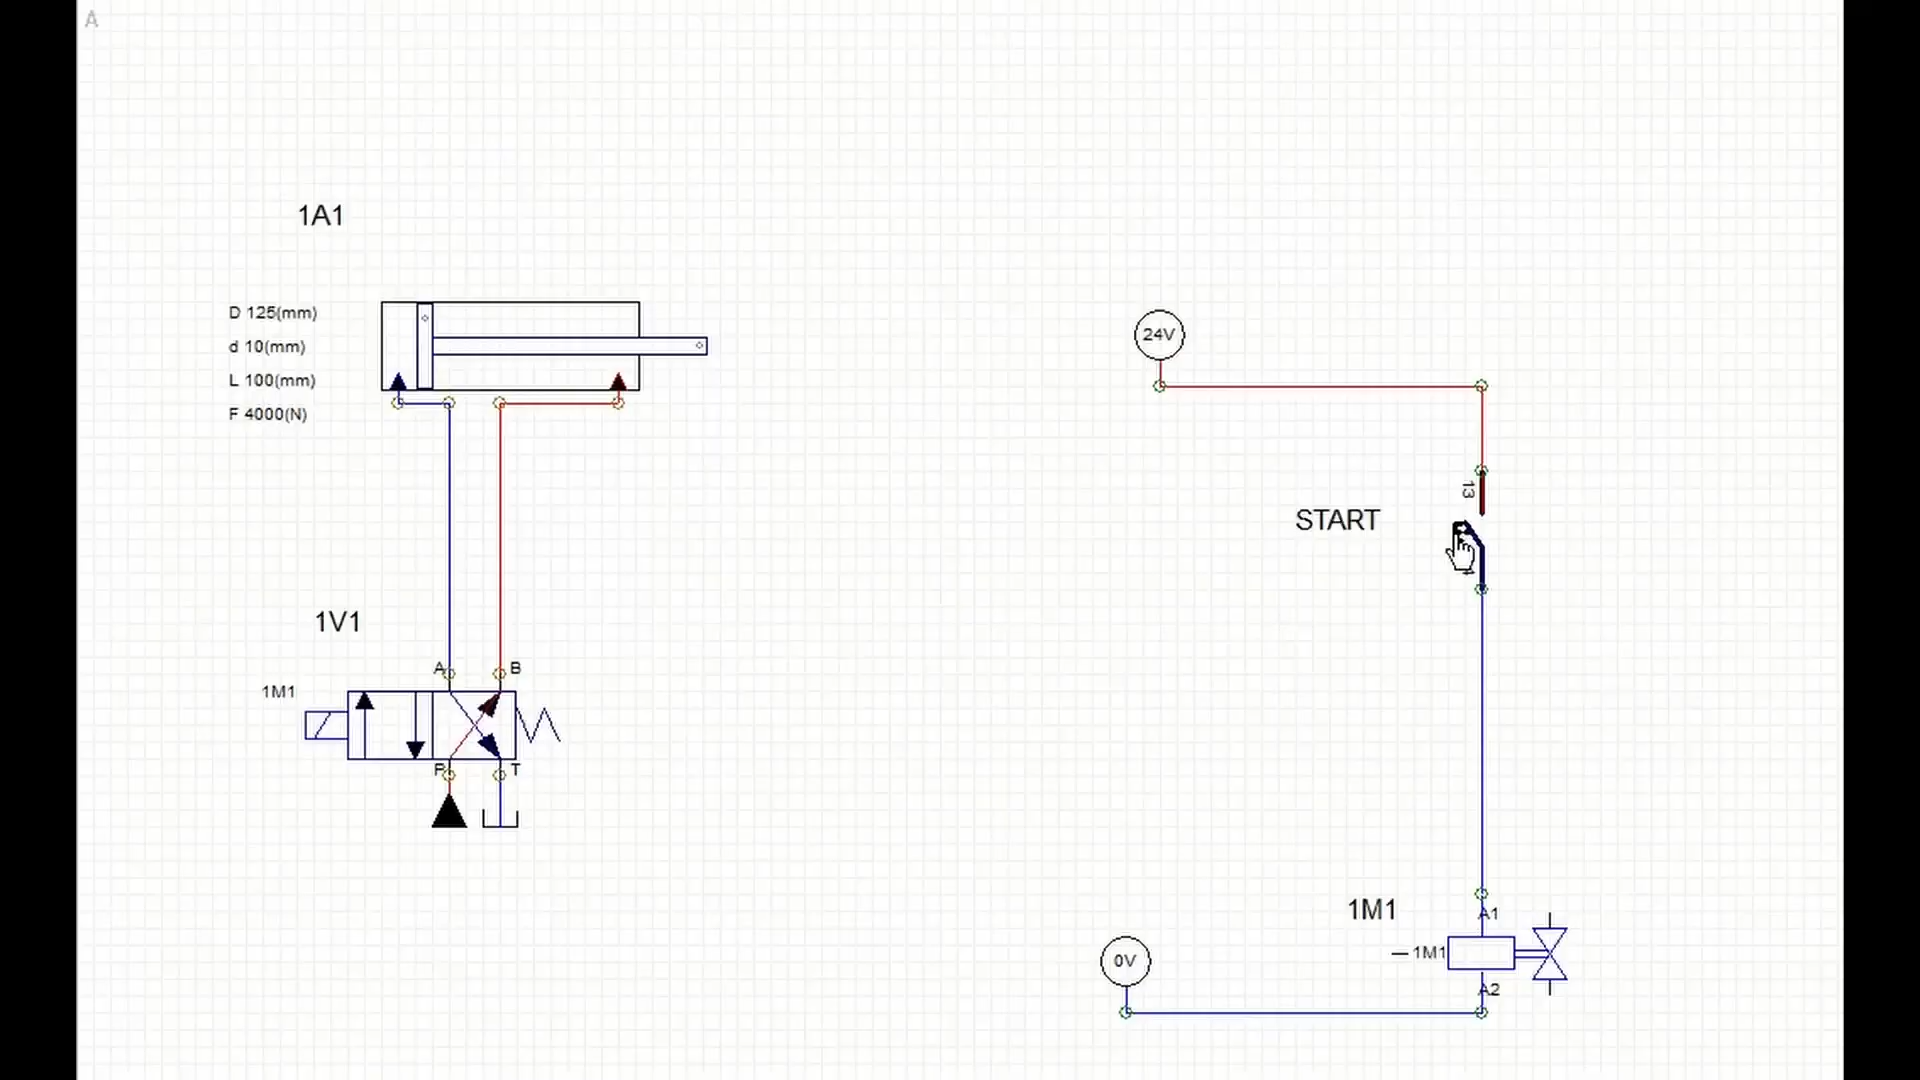 A
1A1
D 125(mm)
d 10(mm)
L 100(mm)
F 4000(N)
24V
13
START
1V1
A
B
1M1
P
T
1M1
A1
— 1M1
0V
A2